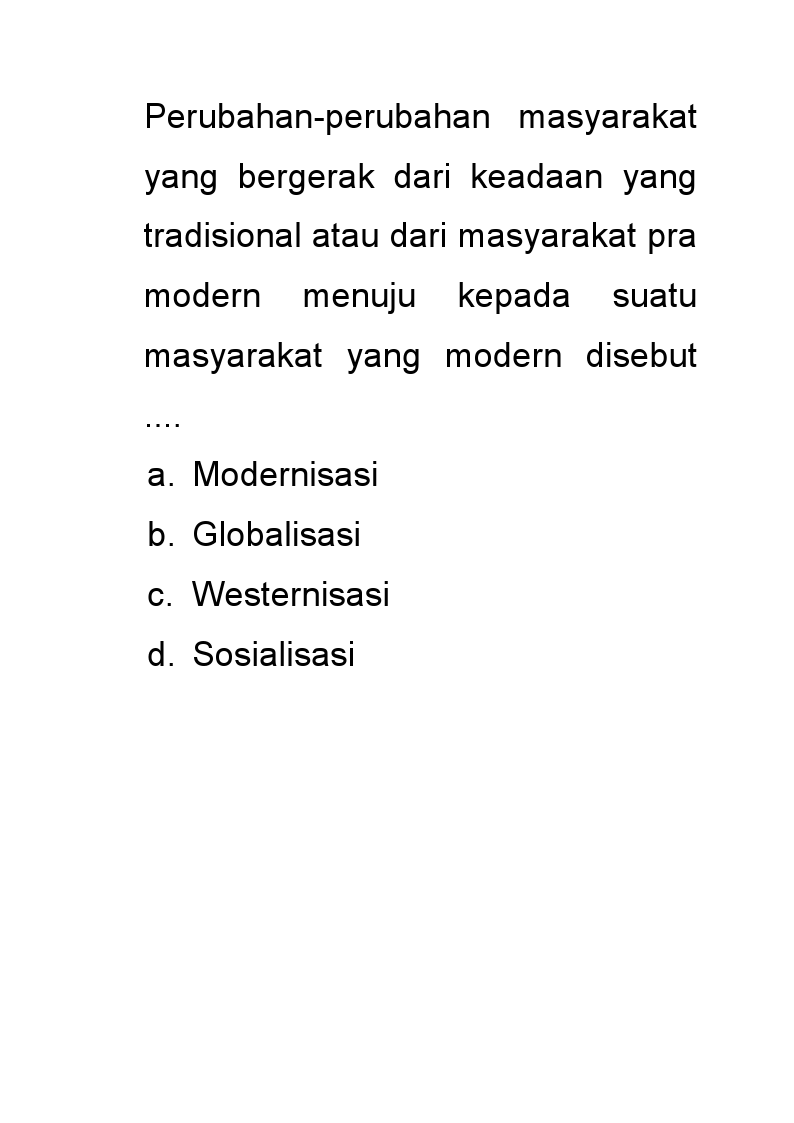 Perubahan-perubahan masyarakat
yang bergerak dari keadaan yang
tradisional atau dari masyarakat pra
modern menuju kepada suatu
masyarakat yang modern disebut
....
a. Modernisasi
b. Globalisasi
c. Westernisasi
d. Sosialisasi